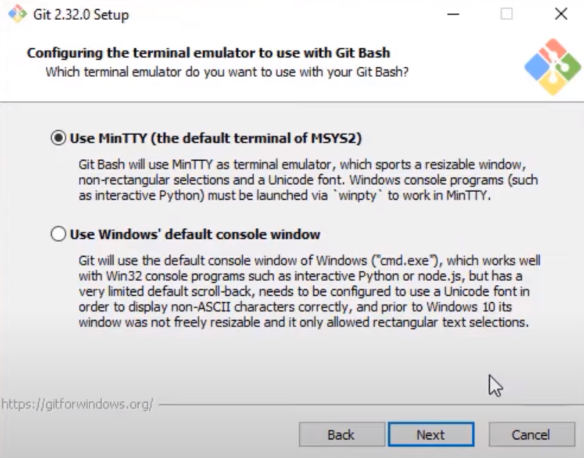 Git 2.32.0 Setup
Configuring the terminal emulator to use with Git Bash
Which terminal emulator do you want to use with your Git Bash?
Use MinTTY (the default terminal of MSYS2)
Git Bash will use MinTTY as terminal emulator, which sports a resizable window,
non-rectangular selections and a Unicode font. Windows console programs (such
as interactive Python) must be launched via `winpty` to work in MinTTY.
Use Windows' default console window
Git will use the default console window of Windows ("cmd.exe"), which works well
with Win32 console programs such as interactive Python or node.js, but has a
very limited default scroll-back, needs to be configured to use a Unicode font in
order to display non-ASCII characters correctly, and prior to Windows 10 its
window was not freely resizable and it only allowed rectangular text selections.
https://gitforwindows.org/
Back
Next
Cancel